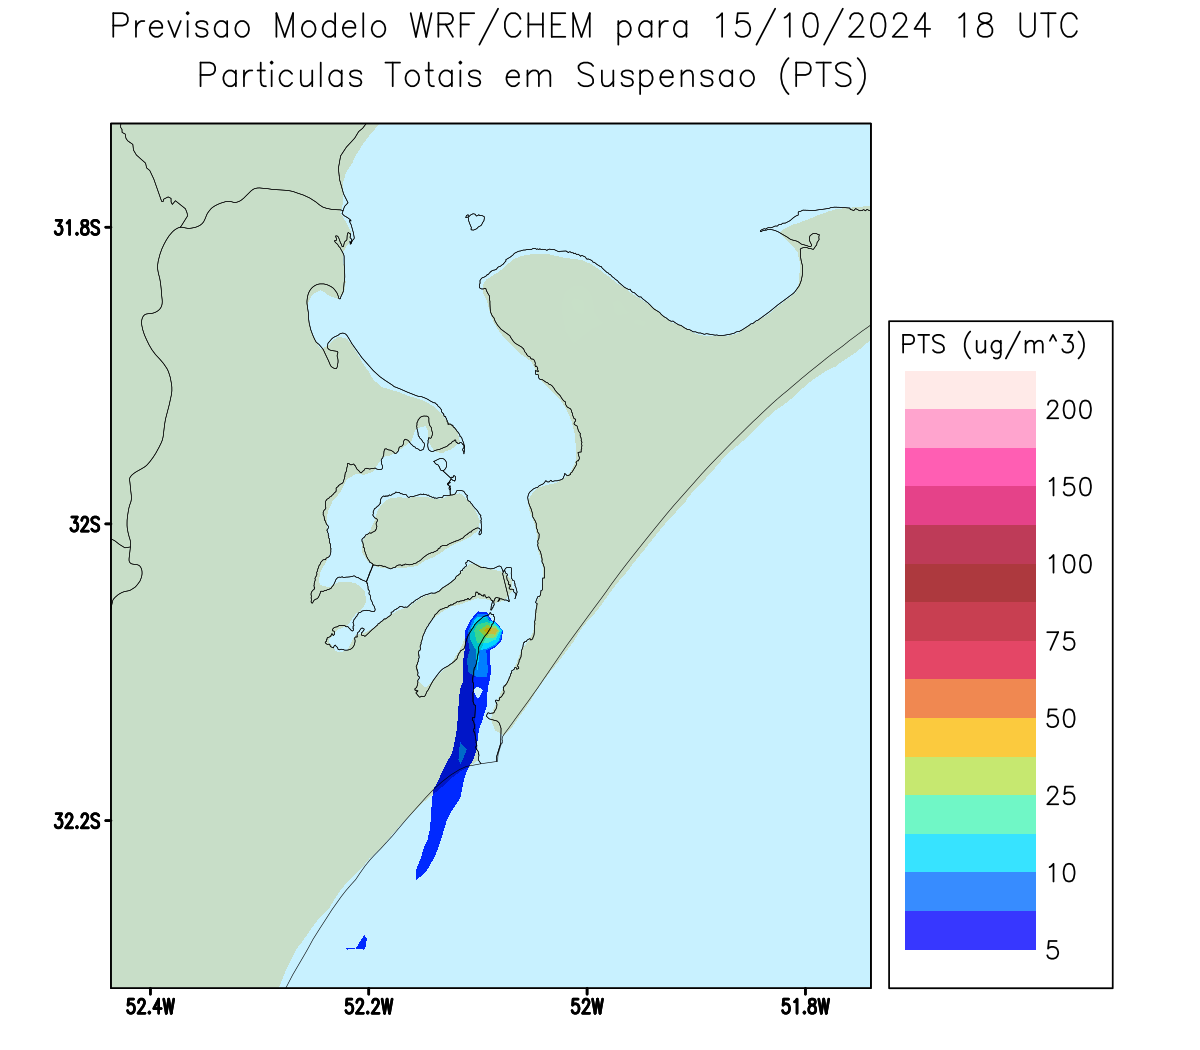 Previsao Modelo WRF/CHEM para 15/10/2024 18 UTC
Particulas Totais em Suspensao (PTS)
31.8S
32S
32.2S
52.4W
52.2W
52W
51.8W
PTS (ug/m^3)
200
150
100
75
50
25
10
5